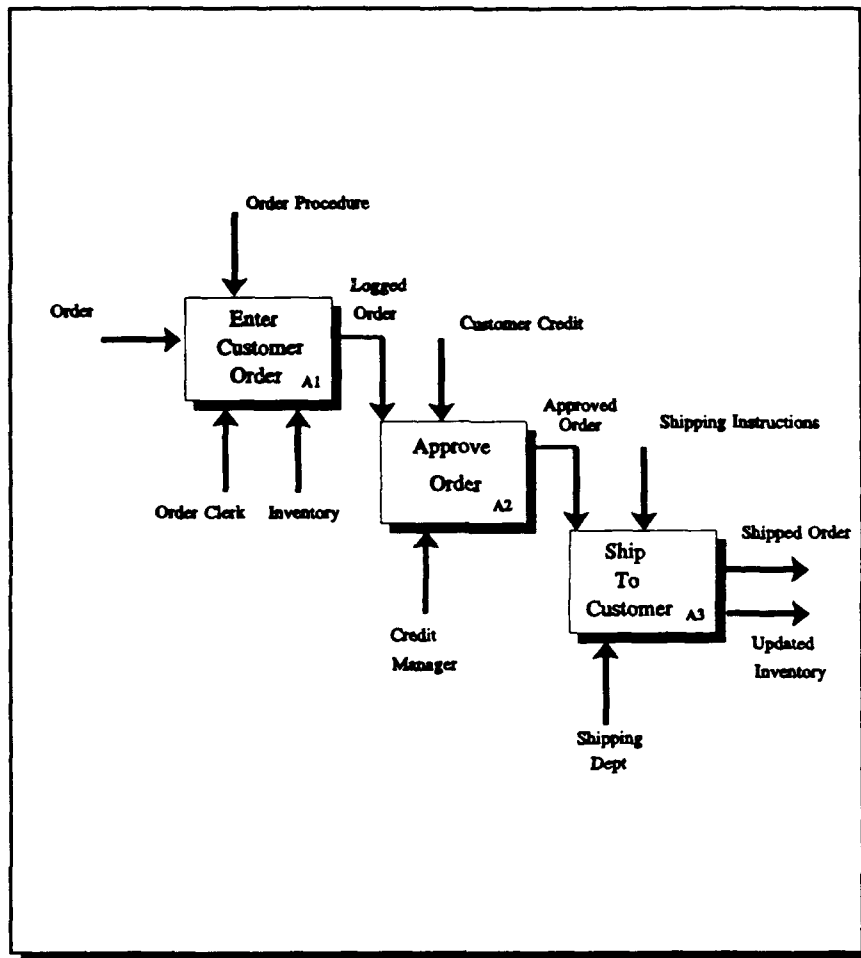 Order Procedure
Order
Enter
Customer
Order
A1
Logged
Order
Customer Credit
Order Clerk
Inventory
Approve
Order
A2
Approved
Order
Shipping Instructions
Credit
Manager
Ship
To
Customer
A3
Shipped Order
Updated
Inventory
Shipping
Dept